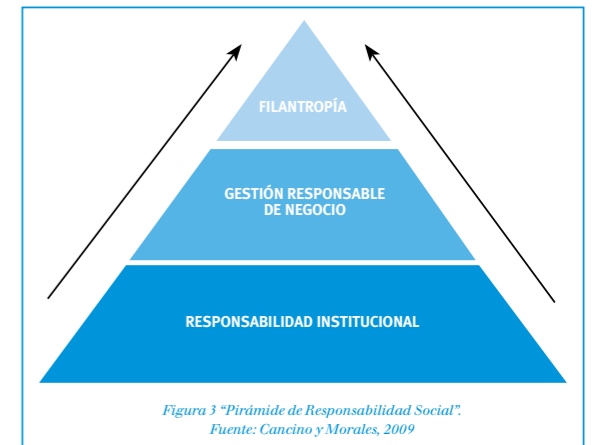 FILANTROPÍA
GESTIÓN RESPONSABLE
DE NEGOCIO
RESPONSABILIDAD INSTITUCIONAL
Figura 3 “Pirámide de Responsabilidad Social”.
Fuente: Cancino y Morales, 2009